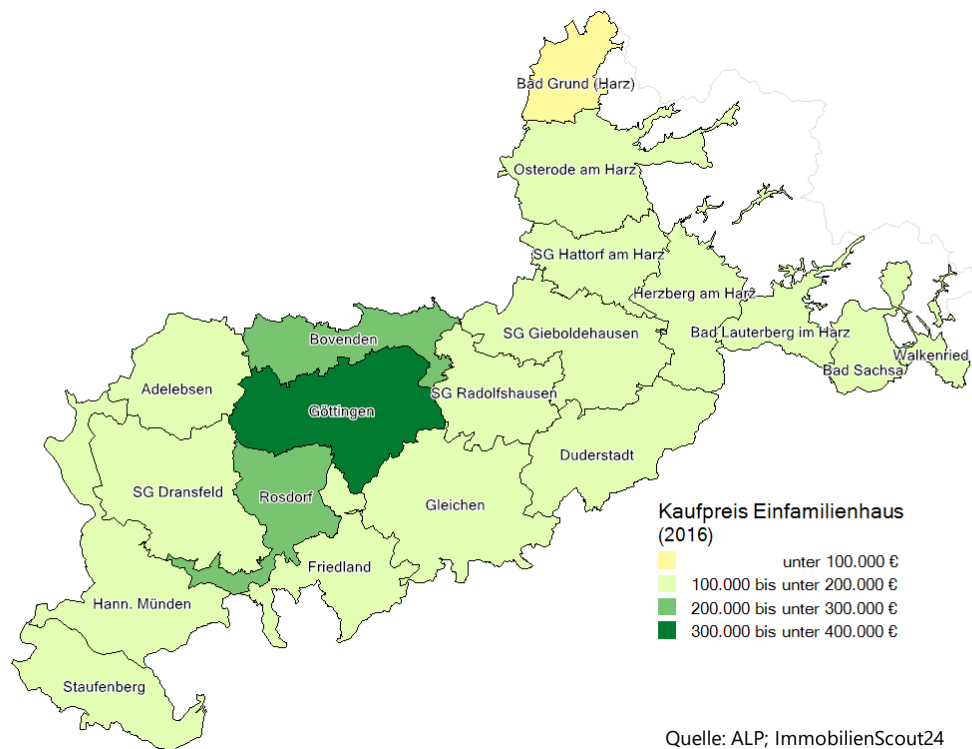 Bad Grund (Harz)
Osterode am Harz
SG Hattorf am Harz
Herzberg am Harz
SG Gieboldehausen
Bad Lauterberg im Harz
Walkenried
Bad Sachsa
Bovenden
Adelebsen
SG Radolfshausen
Göttingen
Duderstadt
SG Dransfeld
Rosdorf
Gleichen
Friedland
Hann. Münden
Staufenberg
Kaufpreis Einfamilienhaus
(2016)
unter 100.000 €
100.000 bis unter 200.000 €
200.000 bis unter 300.000 €
300.000 bis unter 400.000 €
Quelle: ALP; ImmobilienScout24